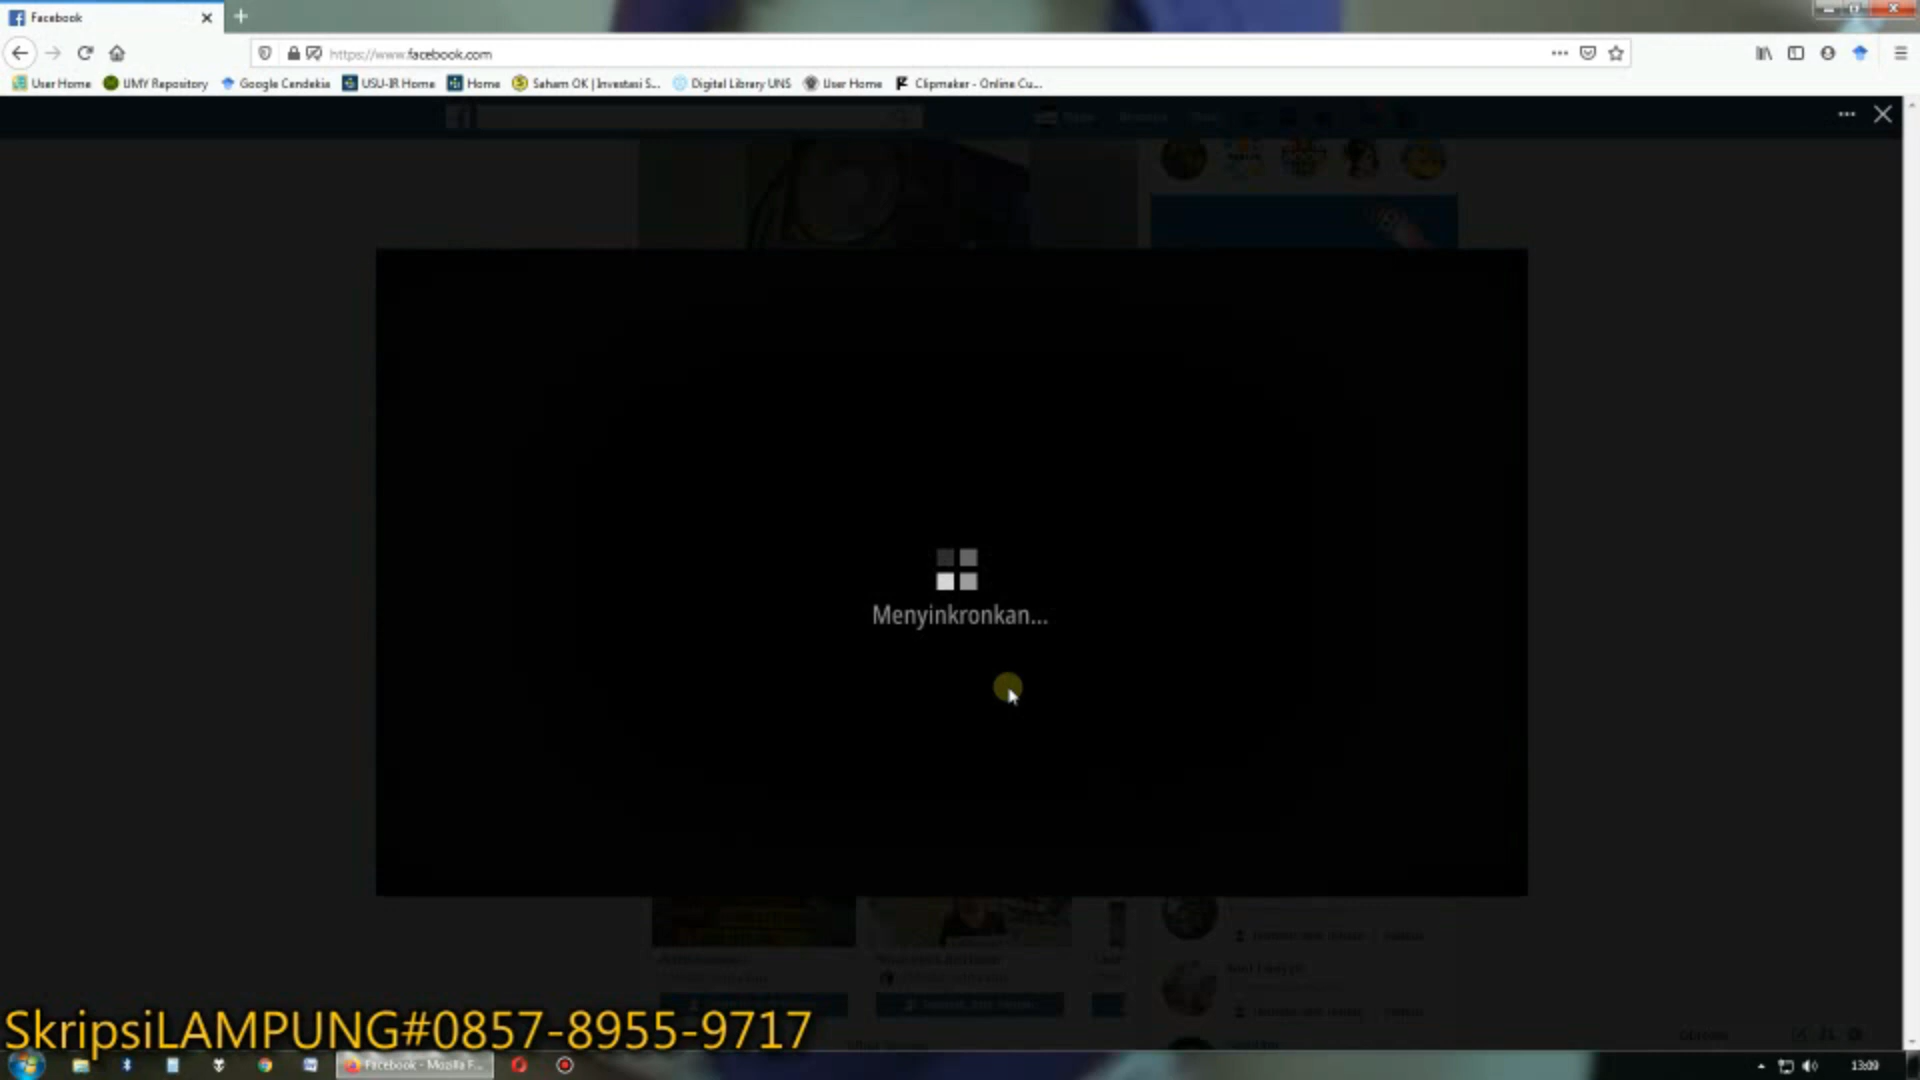 Facebook
https://www.facebook.com
User Home UMY Repository Google Cendekia USU-IR Home Home Saham OK | Investasi S... Digital Library UNS User Home Clipmaker - Online Cu...
Menyinkronkan...
SkripsiLAMPUNG#0857-8955-9717
Facebook - Mozilla F...
13:09